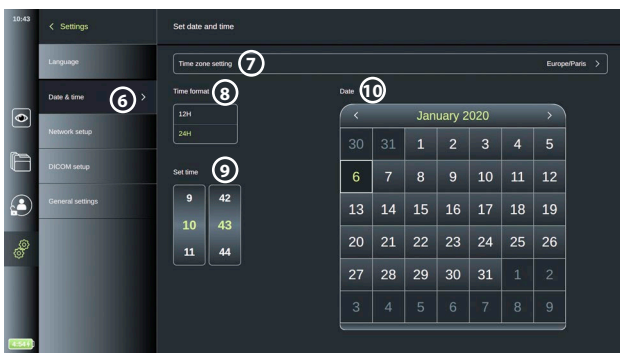 10:43
Settings
Set date and time
Language
Time zone setting
7
Europe/Paris
Date & time
6
Time format
8
12H
24H
Date
10
January 2020
30 31 1 2 3 4 5
6 7 8 9 10 11 12
13 14 15 16 17 18 19
20 21 22 23 24 25 26
27 28 29 30 31 1 2
3 4 5 6 7 8 9
Network setup
DICOM setup
General settings
Set time
9
9 42
10 43
11 44